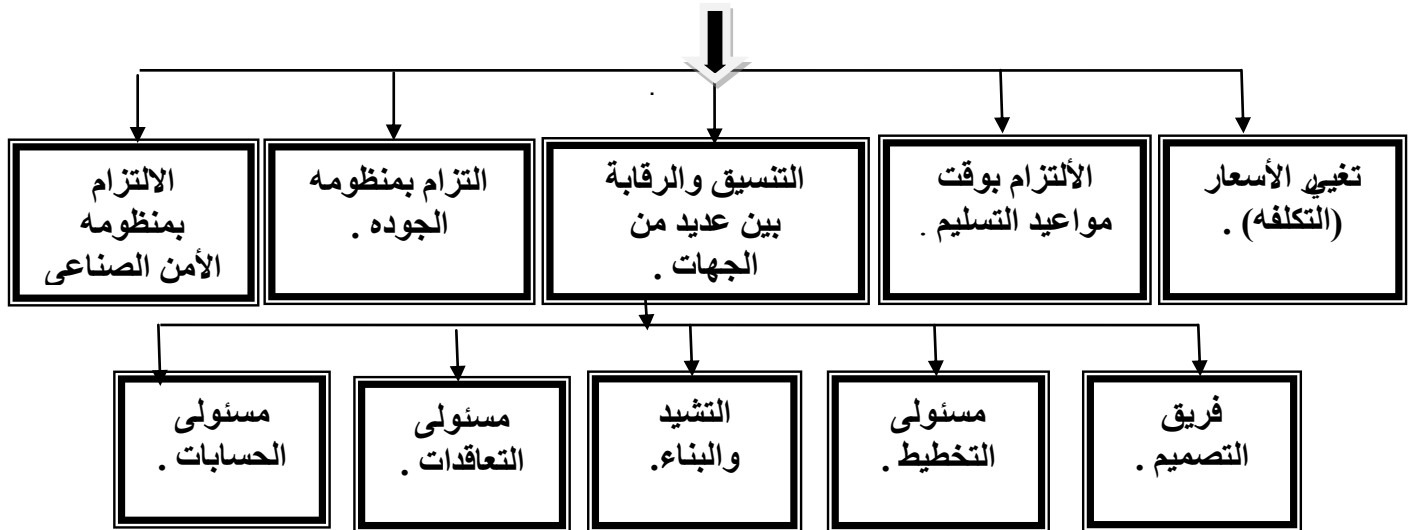 تغيي الأسعار
(التكلفه) .
الألتزام بوقت
مواعيد التسليم .
التنسيق والرقابة
بين عديد من
الجهات .
التزام بمنظومه
الجوده .
الالتزام
بمنظومه
الأمن الصناعى
فريق
التصميم .
مسئولى
التخطيط .
التشيد
والبناء.
مسئولى
التعاقدات .
مسئولى
الحسابات .